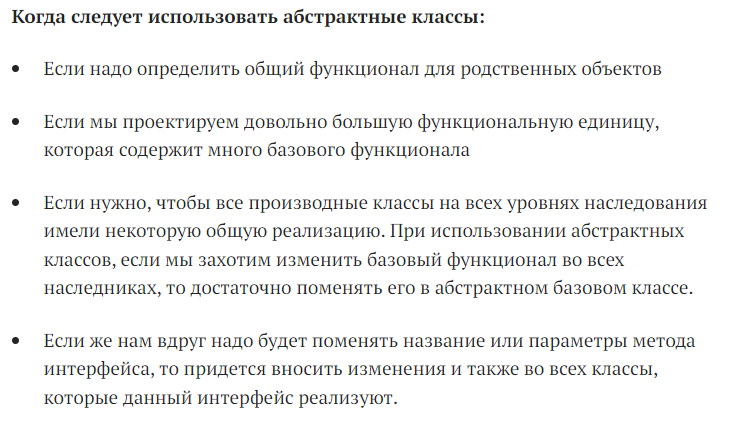 Когда следует использовать абстрактные классы:
• Если надо определить общий функционал для родственных объектов
• Если мы проектируем довольно большую функциональную единицу,
которая содержит много базового функционала
• Если нужно, чтобы все производные классы на всех уровнях наследования
имели некоторую общую реализацию. При использовании абстрактных
классов, если мы захотим изменить базовый функционал во всех
наследниках, то достаточно поменять его в абстрактном базовом классе.
• Если же нам вдруг надо будет поменять название или параметры метода
интерфейса, то придется вносить изменения и также во всех классы,
которые данный интерфейс реализуют.